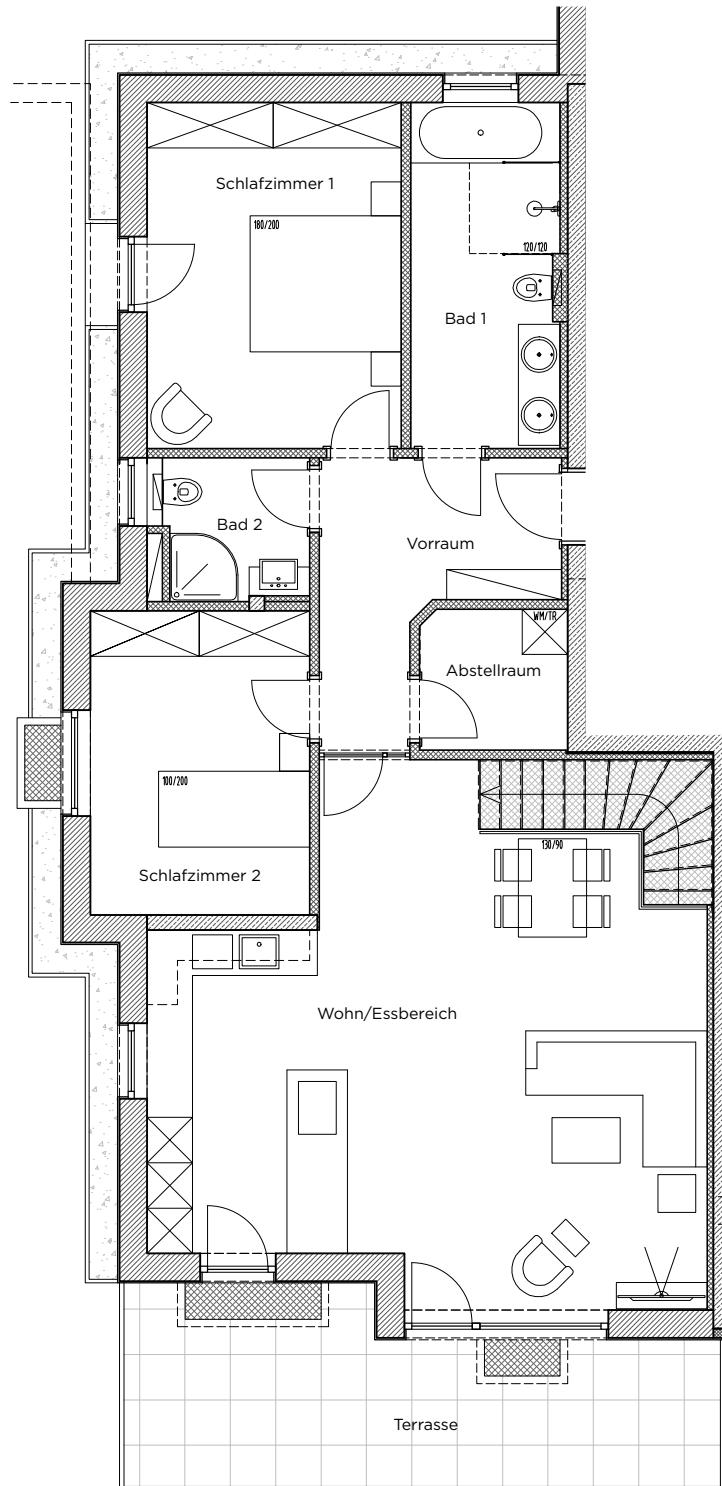 Schlafzimmer 1
180/200
120/120
Bad 1
Bad 2
Vorraum
WM/TR
Abstellraum
100/200
Schlafzimmer 2
130/90
Wohn/Essbereich
Terrasse